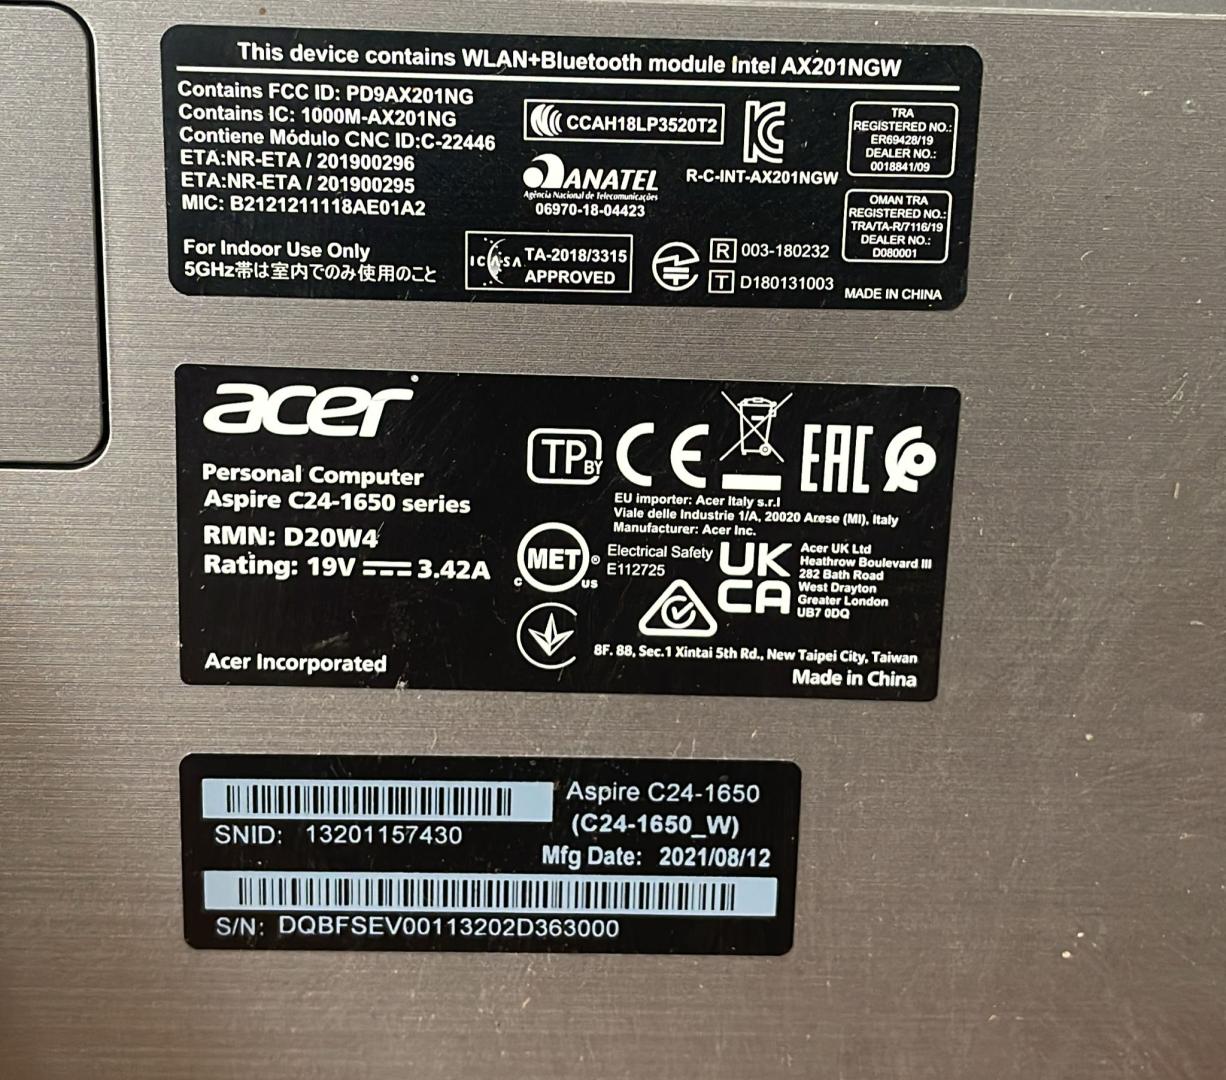 This device contains WLAN+Bluetooth module Intel AX201NGW
Contains FCC ID: PD9AX201NG
Contains IC: 1000M-AX201NG
Contiene Módulo CNC ID:C-22446
ETA:NR-ETA / 201900296
ETA:NR-ETA / 201900295
MIC: B2121211118AE01A2
For Indoor Use Only
5GHz帯は室内でのみ使用のこと
CCAH18LP3520T2
ANATEL
Agência Nacional de Telecomunicações
06970-18-04423
R-C-INT-AX201NGW
ICASA
TA-2018/3315
APPROVED
R 003-180232
T D180131003
TRA
REGISTERED NO.:
ER69428/19
DEALER NO.:
0018841/09
OMAN TRA
REGISTERED NO.:
TRA/TA-R/7116/19
DEALER NO.:
D080001
MADE IN CHINA
acer
Personal Computer
Aspire C24-1650 series
RMN: D20W4
Rating: 19V 3.42A
Acer Incorporated
TP BY
CE
EAC
EU importer: Acer Italy s.r.l
Viale delle Industrie 1/A, 20020 Arese (MI), Italy
Manufacturer: Acer Inc.
c MET ® us
Electrical Safety
E112725
UK
CA
Acer UK Ltd
Heathrow Boulevard III
282 Bath Road
West Drayton
Greater London
UB7 0DQ
8F. 88, Sec.1 Xintai 5th Rd., New Taipei City, Taiwan
Made in China
Aspire C24-1650
(C24-1650_W)
SNID: 13201157430
Mfg Date: 2021/08/12
S/N: DQBFSEV00113202D363000